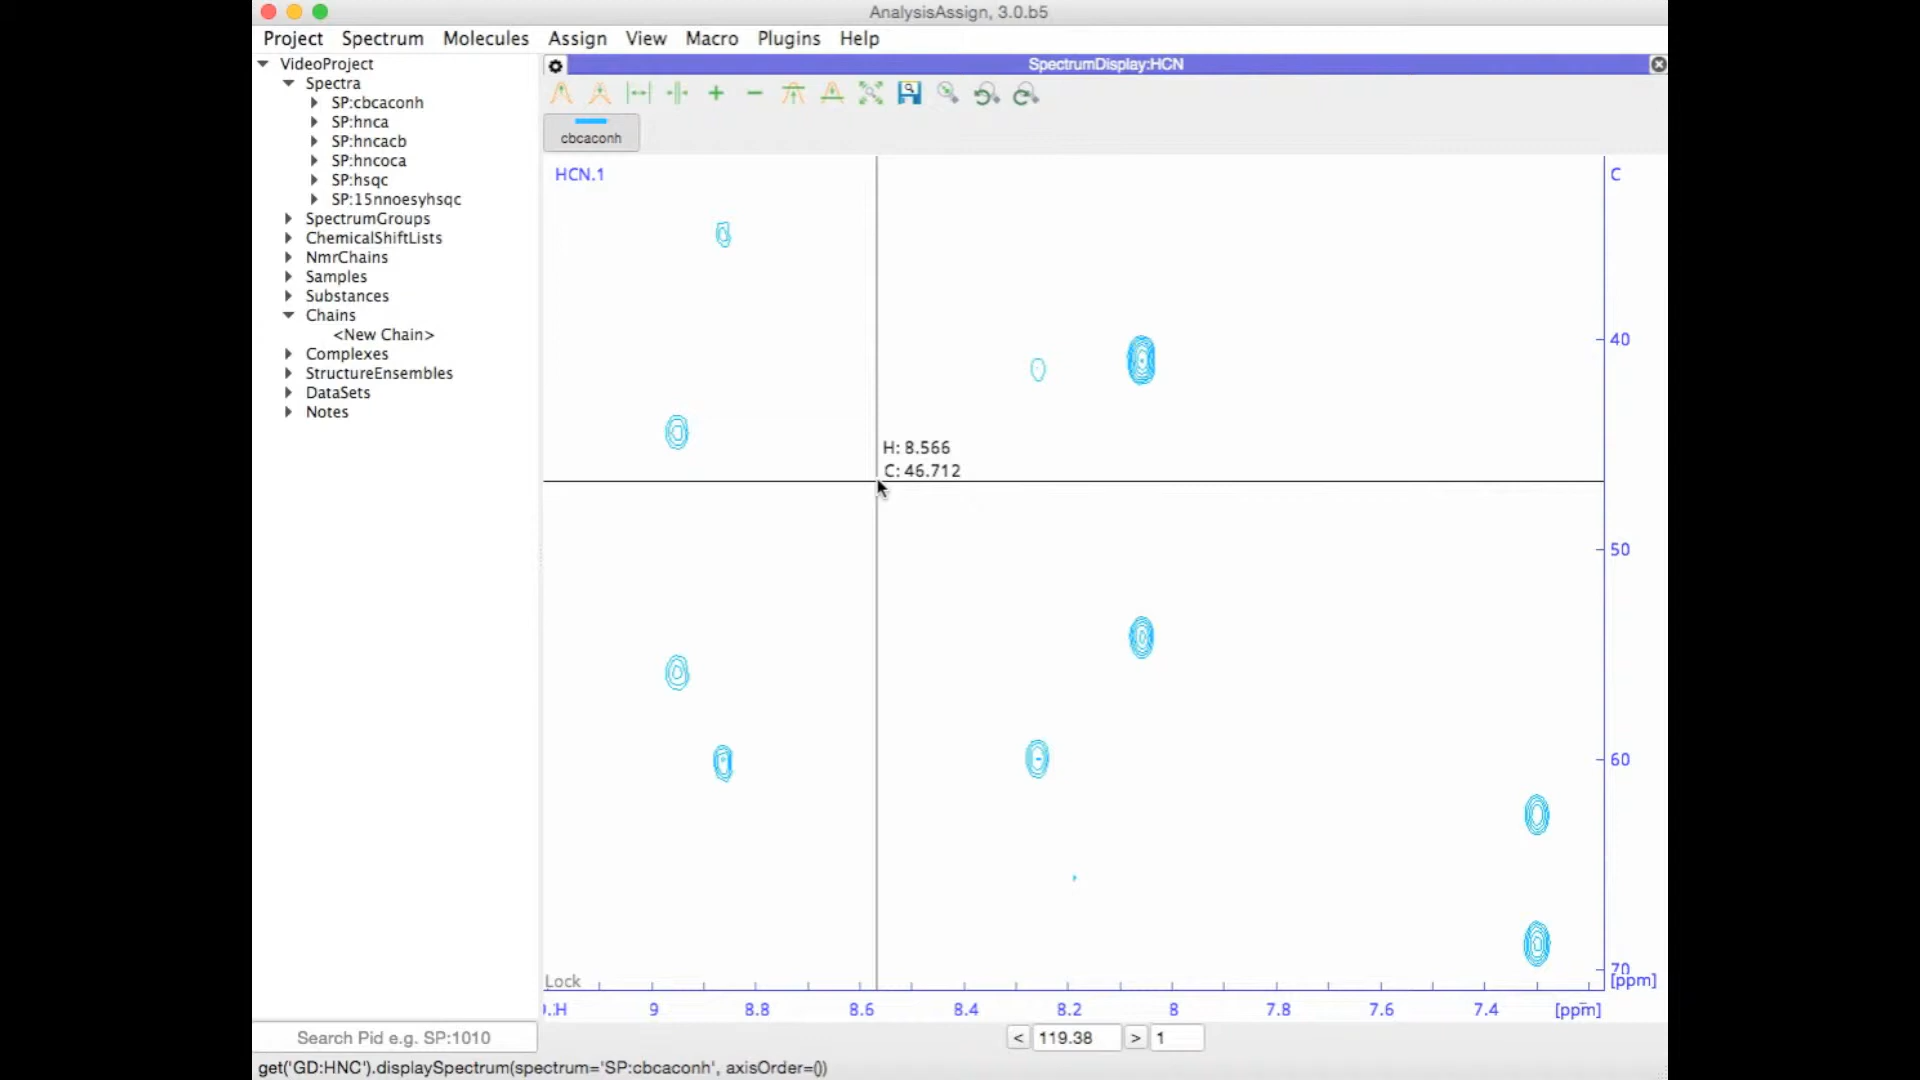 AnalysisAssign, 3.0.b5
Project Spectrum Molecules Assign View Macro Plugins Help
VideoProject
Spectra
SP:cbcaconh
SP:hnca
SP:hncacb
SP:hncoca
SP:hsqc
SP:15nnoesyhsqc
SpectrumGroups
ChemicalShiftLists
NmrChains
Samples
Substances
Chains
<New Chain>
Complexes
StructureEnsembles
DataSets
Notes
Search Pid e.g. SP:1010
SpectrumDisplay:HCN
cbcaconh
HCN.1
C
40
H: 8.566
C: 46.712
50
60
70
[ppm]
Lock
9 8.8 8.6 8.4 8.2 8 7.8 7.6 7.4 [ppm]
< 119.38 > 1
get('GD:HNC').displaySpectrum(spectrum='SP:cbcaconh', axisOrder=())